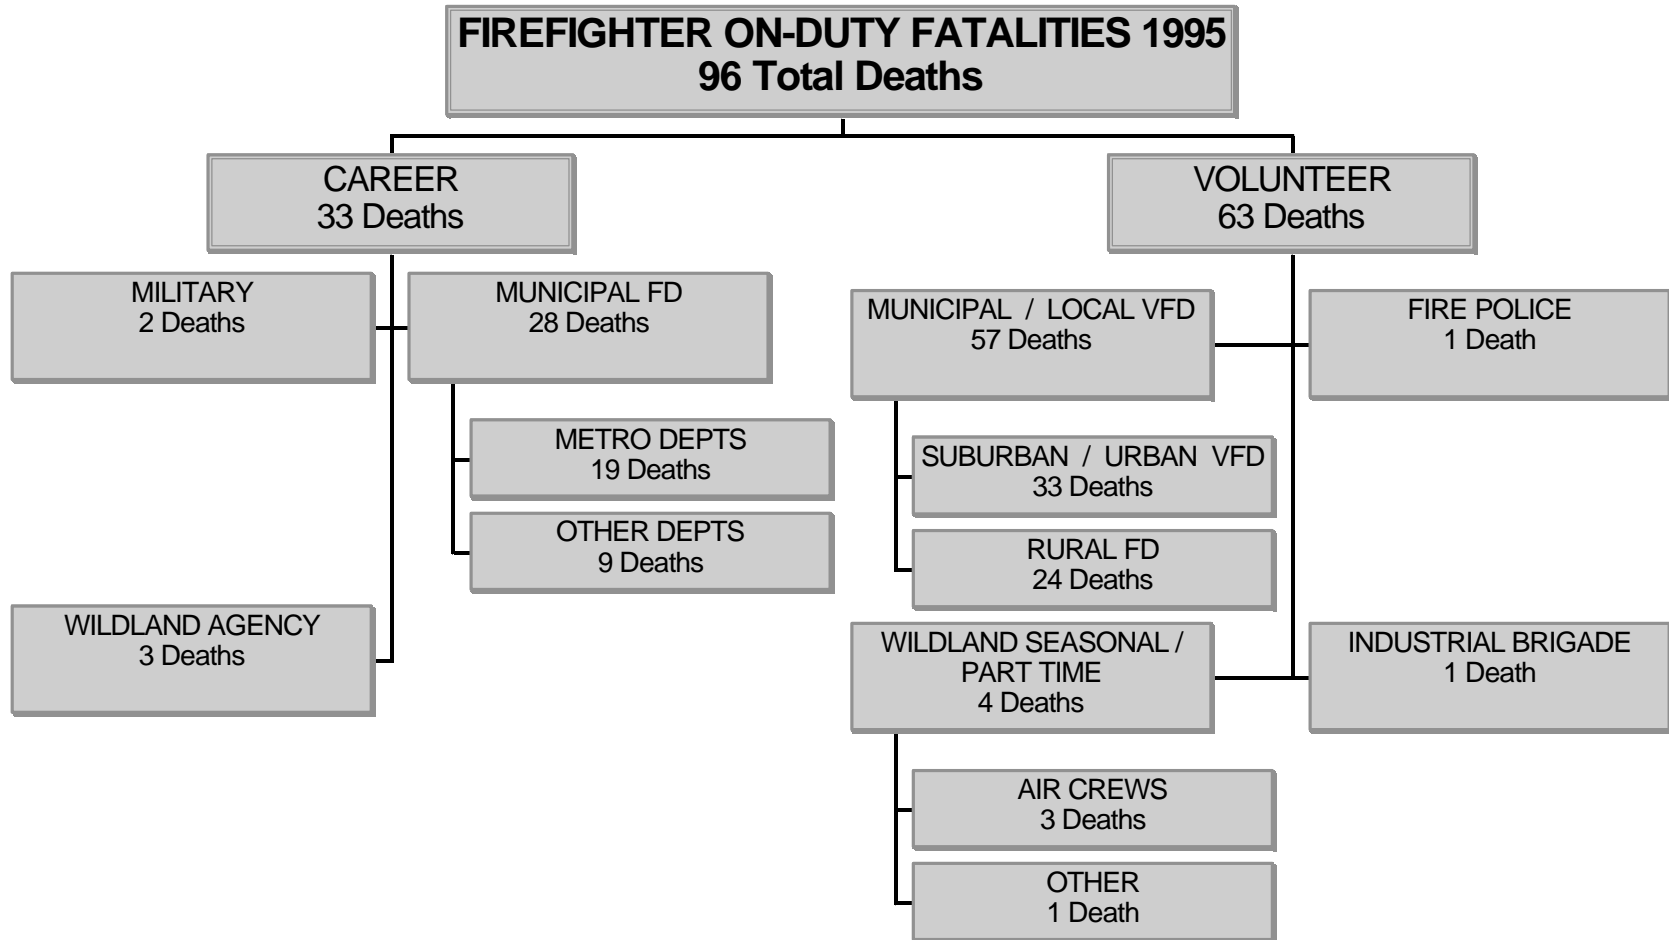 FIREFIGHTER ON-DUTY FATALITIES 1995
96 Total Deaths
CAREER
33 Deaths
VOLUNTEER
63 Deaths
MILITARY
2 Deaths
MUNICIPAL FD
28 Deaths
METRO DEPTS
19 Deaths
OTHER DEPTS
9 Deaths
WILDLAND AGENCY
3 Deaths
MUNICIPAL / LOCAL VFD
57 Deaths
FIRE POLICE
1 Death
SUBURBAN / URBAN VFD
33 Deaths
RURAL FD
24 Deaths
WILDLAND SEASONAL /
PART TIME
4 Deaths
INDUSTRIAL BRIGADE
1 Death
AIR CREWS
3 Deaths
OTHER
1 Death